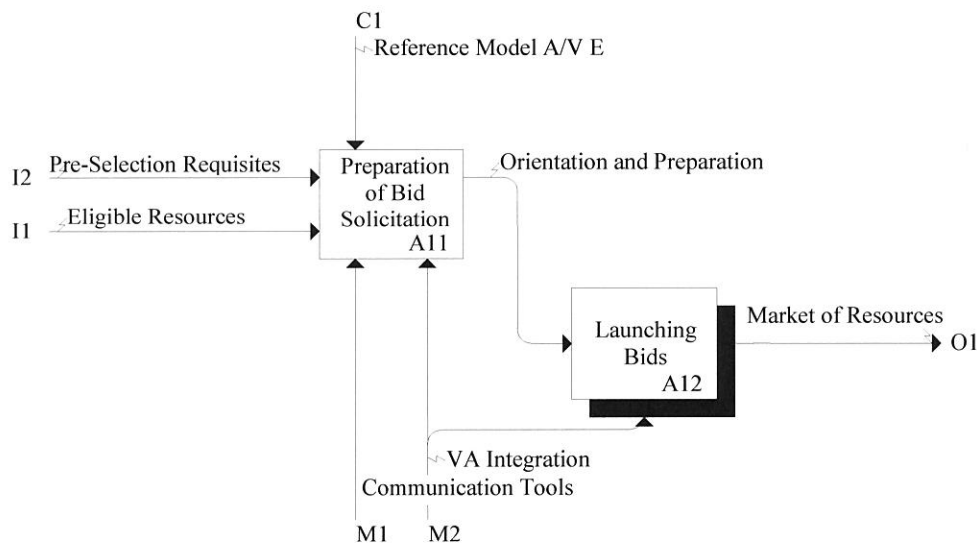 C1
Reference Model A/V E
I2
Pre-Selection Requisites
Preparation
of Bid
Solicitation
A11
Orientation and Preparation
I1
Eligible Resources
Launching
Bids
A12
Market of Resources
O1
VA Integration
Communication Tools
M1
M2